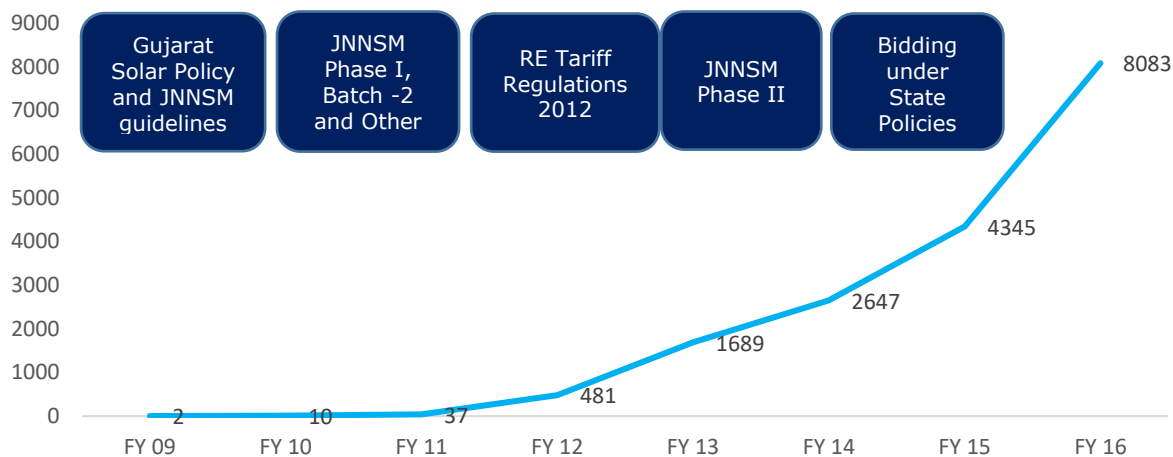 9000
8000
7000
6000
5000
4000
3000
2000
1000
0
Gujarat
Solar Policy
and JNNSM
guidelines
JNNSM
Phase I,
Batch -2
and Other
RE Tariff
Regulations
2012
JNNSM
Phase II
Bidding
under
State
Policies
2
10
37
481
1689
2647
4345
8083
FY 09
FY 10
FY 11
FY 12
FY 13
FY 14
FY 15
FY 16